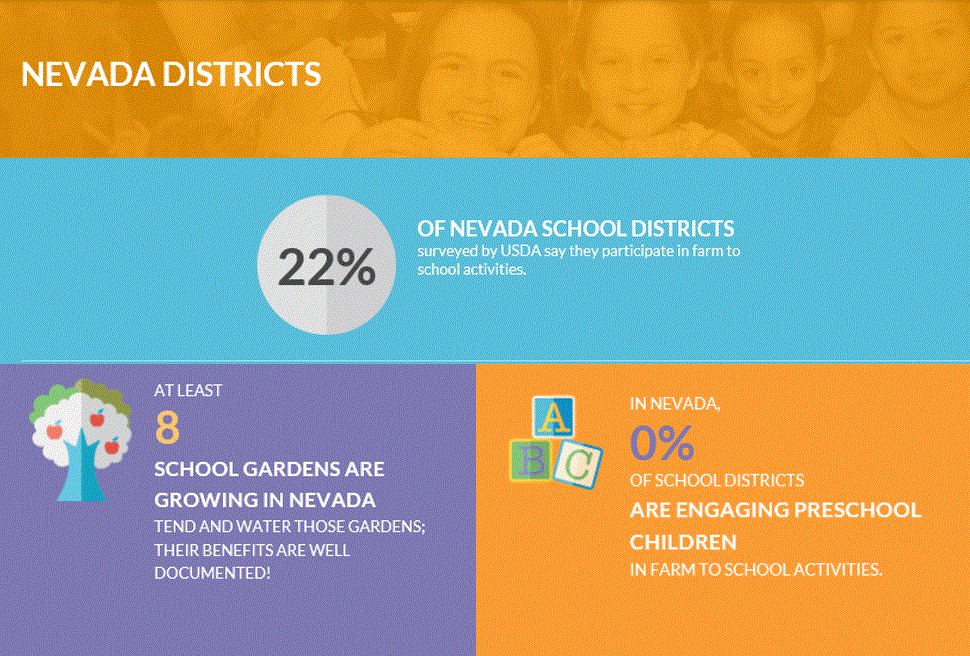 NEVADA DISTRICTS
22%
OF NEVADA SCHOOL DISTRICTS
surveyed by USDA say they participate in farm to
school activities.
AT LEAST
8
SCHOOL GARDENS ARE
GROWING IN NEVADA
TEND AND WATER THOSE GARDENS;
THEIR BENEFITS ARE WELL
DOCUMENTED!
A
B C
IN NEVADA,
0%
OF SCHOOL DISTRICTS
ARE ENGAGING PRESCHOOL
CHILDREN
IN FARM TO SCHOOL ACTIVITIES.